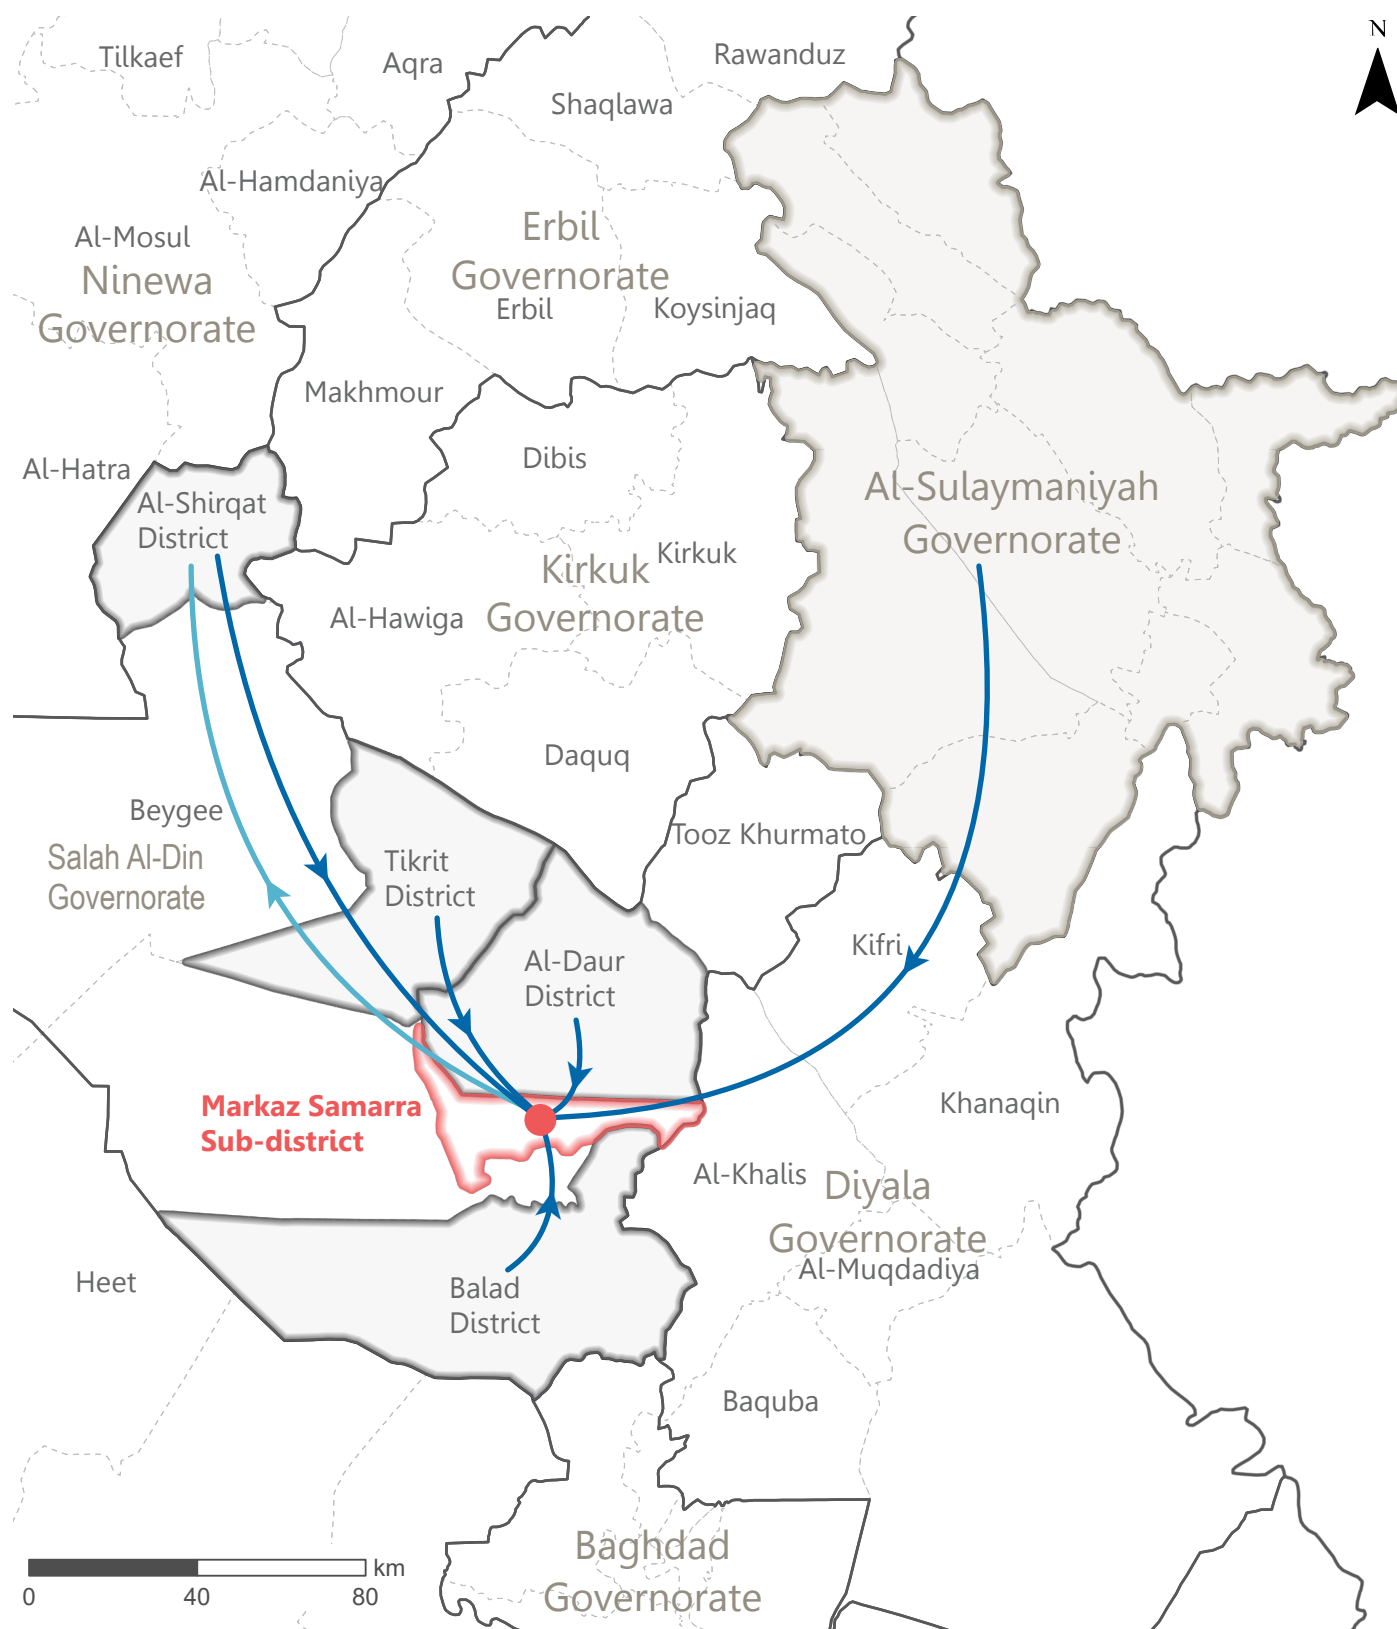 N
Tilkaef
Aqra
Rawanduz
Shaqlawa
Al-Hamdaniya
Al-Mosul
Ninewa
Governorate
Erbil
Governorate
Erbil
Koysinjaq
Makhmour
Dibis
Al-Hatra
Al-Shirqat
District
Al-Sulaymaniyah
Governorate
Kirkuk
Kirkuk
Governorate
Al-Hawiga
Daquq
Beygee
Salah Al-Din
Governorate
Tooz Khurmato
Tikrit
District
Al-Daur
District
Kifri
Markaz Samarra
Sub-district
Khanaqin
Al-Khalis
Diyala
Governorate
Al-Muqdadiya
Heet
Balad
District
Baquba
Baghdad
Governorate
km
0 40 80